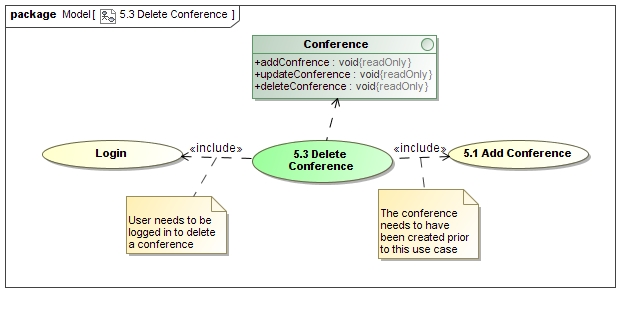 package Model[ 5.3 Delete Conference ]
Conference
+addConfrence : void{readOnly}
+updateConference : void{readOnly}
+deleteConference : void{readOnly}
Login
«include»
5.3 Delete
Conference
«include»
5.1 Add Conference
User needs to be
logged in to delete
a conference
The conference
needs to have
been created prior
to this use case